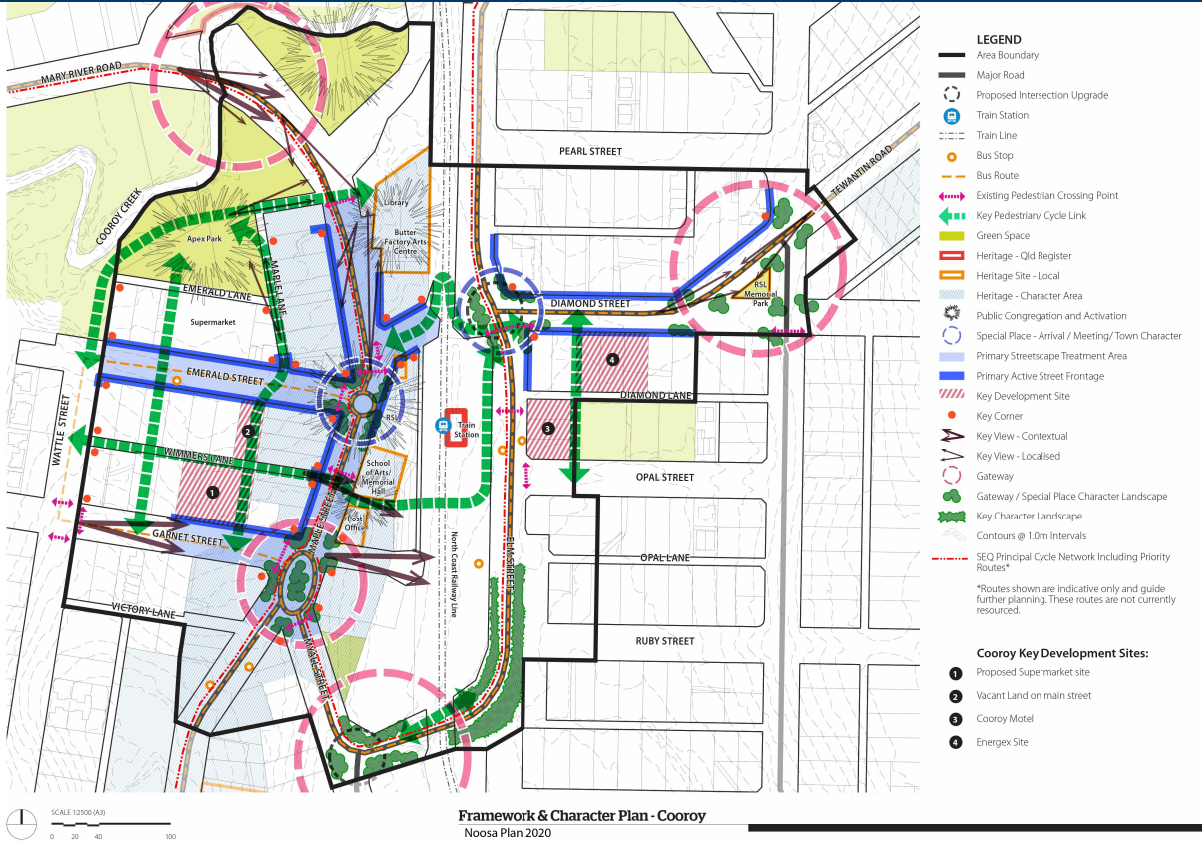 MARY RIVER ROAD
COOROY CREEK
PEARL STREET
TEWANTIN ROAD
Library
Butter
Factory Arts
Centre
Apex Park
MAPLE LANE
EMERALD LANE
Supermarket
DIAMOND STREET
RSL
Memorial
Park
4
EMERALD STREET
DIAMOND LANE
WATTLE STREET
2
RSL
Train
Station
3
WIMMERS LANE
School
of Arts/
Memorial
Hall
OPAL STREET
1
MAPLE STREET
Post
Office
GARNET STREET
North Coast Railway Line
ELM STREET
OPAL LANE
VICTORY LANE
RUBY STREET
MYALL STREET
LEGEND
Area Boundary
Major Road
Proposed Intersection Upgrade
Train Station
Train Line
Bus Stop
Bus Route
Existing Pedestrian Crossing Point
Key Pedestriany Cycle Link
Green Space
Heritage - Qld Register
Heritage Site - Local
Heritage - Character Area
Public Congregation and Activation
Special Place - Arrival / Meeting/ Town Character
Primary Streetscape Treatment Area
Primary Active Street Frontage
Key Development Site
Key Corner
Key View - Contextual
Key View - Localised
Gateway
Gateway / Special Place Character Landscape
Key Character Landscape
Contours @ 1.0m Intervals
SEQ Principal Cycle Network Including Priority
Routes*
*Routes shown are indicative only and guide
further planning. These routes are not currently
resourced.
Cooroy Key Development Sites:
1 Proposed Supermarket site
2 Vacant Land on main street
3 Cooroy Motel
4 Energex Site
SCALE 1:2500 (A3)
0 20 40 100
Framework & Character Plan - Cooroy
Noosa Plan 2020